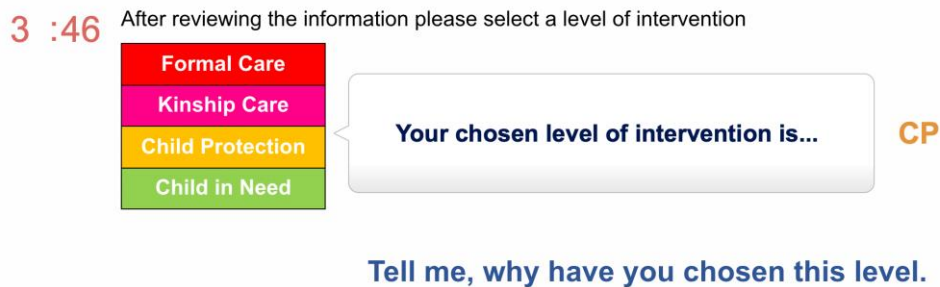 3 :46
After reviewing the information please select a level of intervention
Formal Care
Kinship Care
Child Protection
Child in Need
Your chosen level of intervention is...
CP
Tell me, why have you chosen this level.